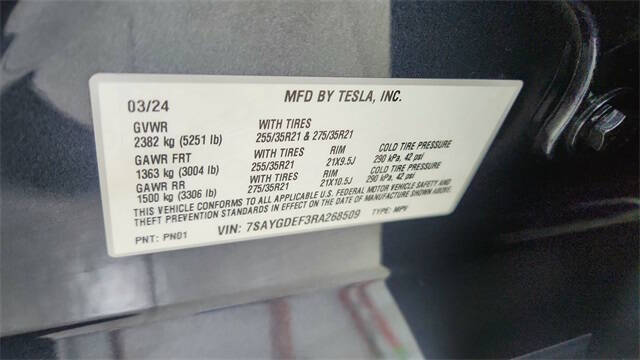 03/24 MFD BY TESLA, INC.
GVWR WITH TIRES
2382 kg (5251 lb) 255/35R21 & 275/35R21
GAWR FRT WITH TIRES RIM COLD TIRE PRESSURE
1363 kg (3004 lb) 255/35R21 21X9.5J 290 kPa, 42 psi
GAWR RR WITH TIRES RIM COLD TIRE PRESSURE
1500 kg (3306 lb) 275/35R21 21X10.5J 290 kPa, 42 psi
THIS VEHICLE CONFORMS TO ALL APPLICABLE U.S. FEDERAL MOTOR VEHICLE SAFETY AND
THEFT PREVENTION STANDARDS IN EFFECT ON THE DATE OF MANUFACTURE SHOWN ABOVE.
PNT: PN01 VIN: 7SAYGDEF3RA268509 TYPE: MPV